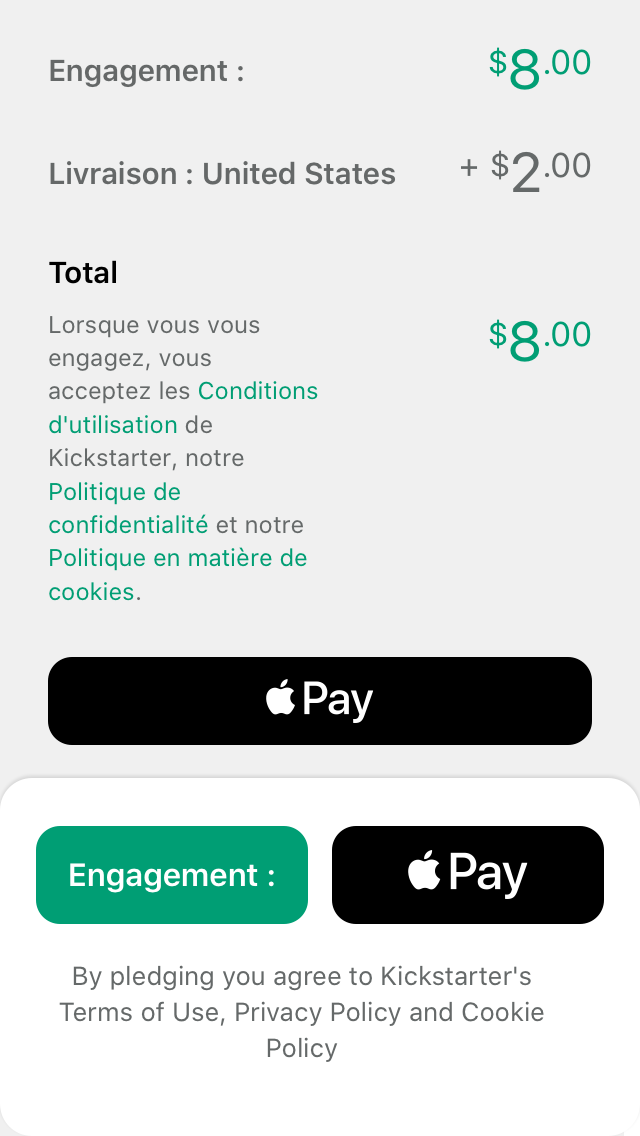 Engagement : $8.00
Livraison : United States + $2.00
Total
Lorsque vous vous
engagez, vous
acceptez les Conditions
d'utilisation de
Kickstarter, notre
Politique de
confidentialité et notre
Politique en matière de
cookies.
$8.00
Pay
Engagement :
Pay
By pledging you agree to Kickstarter's
Terms of Use, Privacy Policy and Cookie
Policy